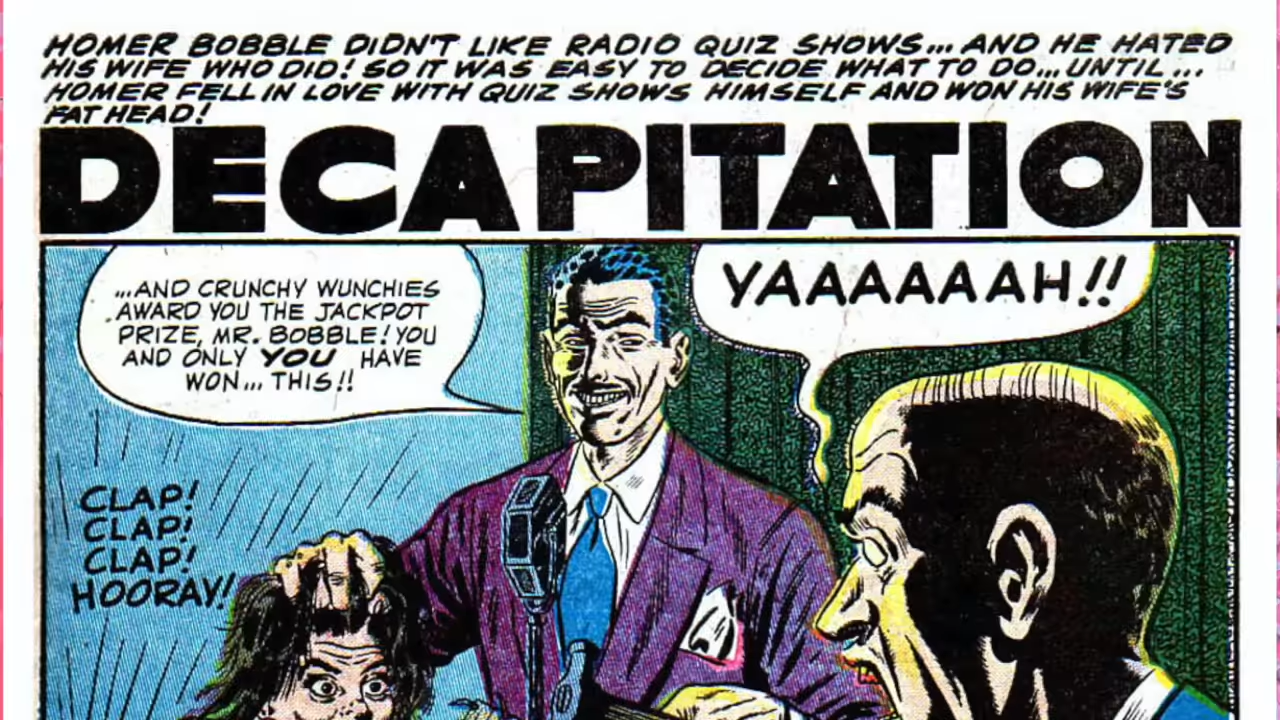 HOMER BOBBLE DIDN'T LIKE RADIO QUIZ SHOWS... AND HE HATED
HIS WIFE WHO DID! SO IT WAS EASY TO DECIDE WHAT TO DO... UNTIL...
HOMER FELL IN LOVE WITH QUIZ SHOWS HIMSELF AND WON HIS WIFE'S
FAT HEAD!
DECAPITATION
...AND CRUNCHY WUNCHIES
AWARD YOU THE JACKPOT
PRIZE, MR. BOBBLE! YOU
AND ONLY YOU HAVE
WON... THIS!!
YAAAAAAH!!
CLAP!
CLAP!
CLAP!
HOORAY!